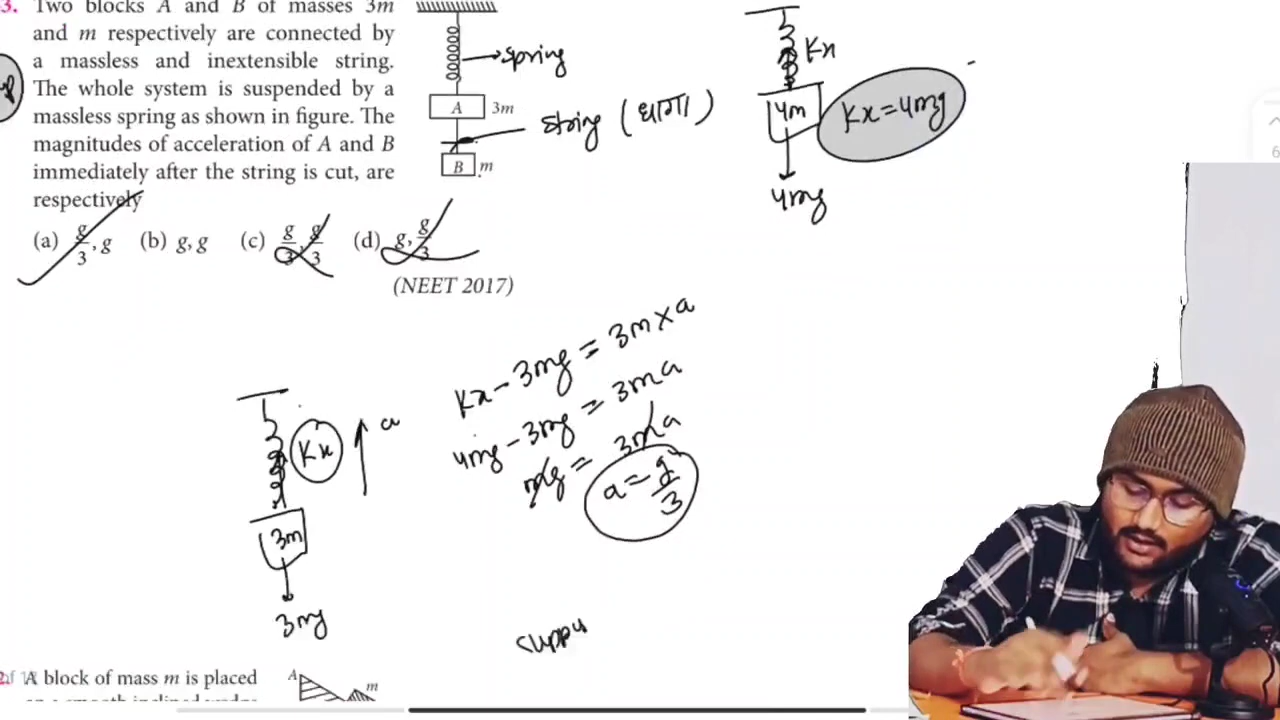 3. Two blocks A and B of masses 3m
and m respectively are connected by
a massless and inextensible string.
The whole system is suspended by a
massless spring as shown in figure. The
magnitudes of acceleration of A and B
immediately after the string is cut, are
respectively
(a) g/3, g (b) g, g (c) g/3, g/3 (d) g, g/3
(NEET 2017)
A 3m
B m
spring
string (धागा)
Kx
4m
4mg
Kx = 4mg
Kx
a
3m
3mg
Kx - 3mg = 3m × a
4mg - 3mg = 3ma
mg = 3ma
a = g/3
suppu
A block of mass m is placed
A
m